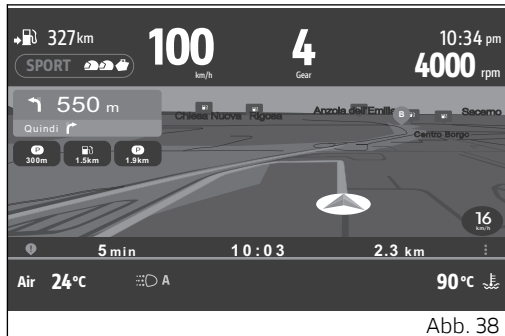 327km 100 4 10:34 pm
SPORT km/h Gear 4000 rpm
550 m
Quindi
Chiesa Nuova Rigosa Anzola dell'Emilia B Sacerno
Centro Borgo
P P
300m 1.5km 1.9km
16
km/h
5min 10:03 2.3 km
Air 24°C A 90°C
Abb. 38